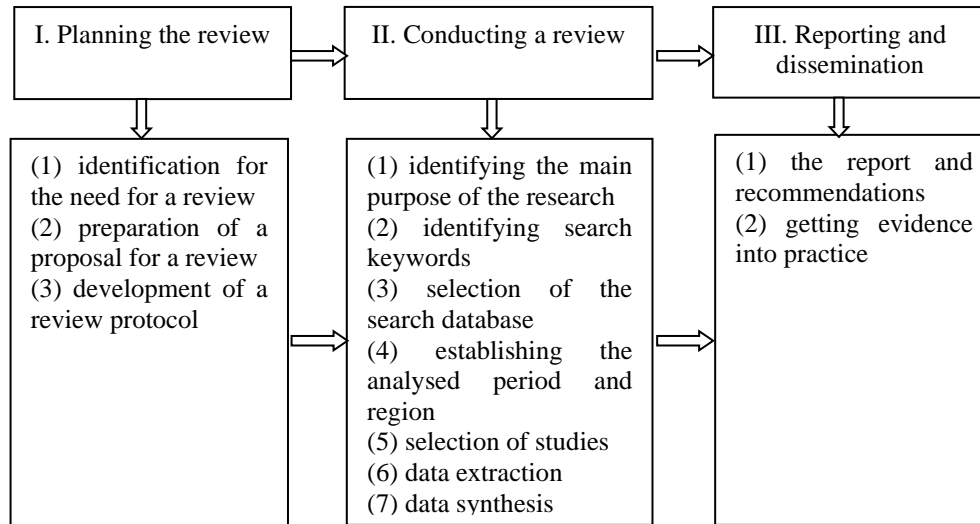 I. Planning the review
II. Conducting a review
III. Reporting and
dissemination
(1) identification for
the need for a review
(2) preparation of a
proposal for a review
(3) development of a
review protocol
(1) identifying the main
purpose of the research
(2) identifying search
keywords
(3) selection of the
search database
(4) establishing the
analysed period and
region
(5) selection of studies
(6) data extraction
(7) data synthesis
(1) the report and
recommendations
(2) getting evidence
into practice